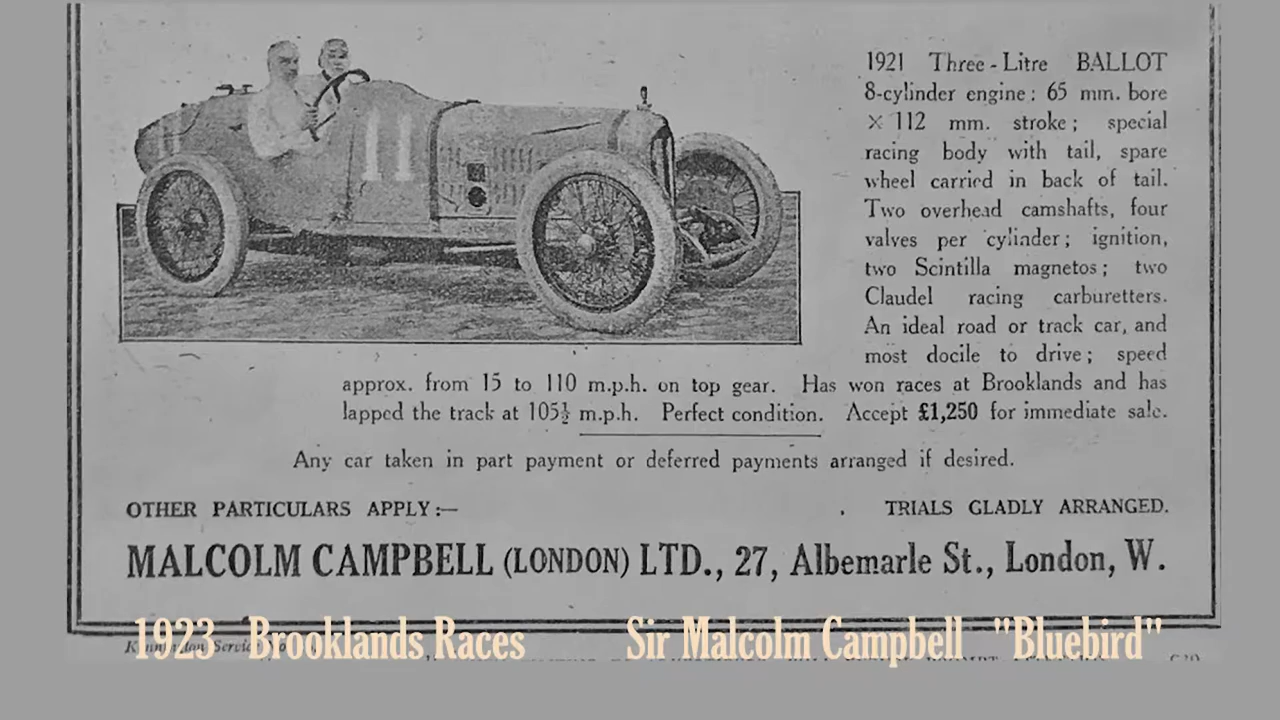 11
1921 Three-Litre BALLOT
8-cylinder engine: 65 mm. bore
× 112 mm. stroke; special
racing body with tail, spare
wheel carried in back of tail.
Two overhead camshafts, four
valves per cylinder; ignition,
two Scintilla magnetos; two
Claudel racing carburetters.
An ideal road or track car, and
most docile to drive; speed
approx. from 15 to 110 m.p.h. on top gear. Has won races at Brooklands and has
lapped the track at 105½ m.p.h. Perfect condition. Accept £1,250 for immediate sale.
Any car taken in part payment or deferred payments arranged if desired.
OTHER PARTICULARS APPLY:— TRIALS GLADLY ARRANGED.
MALCOLM CAMPBELL (LONDON) LTD., 27, Albemarle St., London, W.
1923 Brooklands Races Sir Malcolm Campbell "Bluebird"